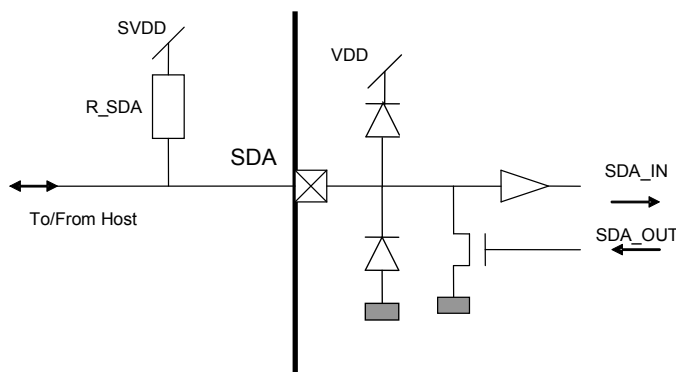 SVDD
VDD
R_SDA
SDA
SDA_IN
To/From Host
SDA_OUT